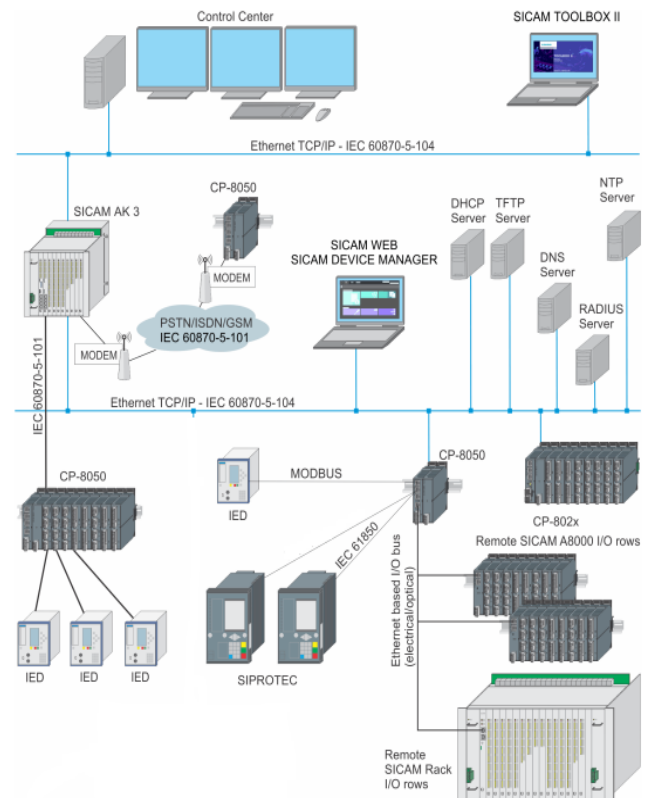 Control Center
SICAM TOOLBOX II
Ethernet TCP/IP - IEC 60870-5-104
SICAM AK 3
CP-8050
MODEM
PSTN/ISDN/GSM
IEC 60870-5-101
MODEM
IEC 60870-5-101
SICAM WEB
SICAM DEVICE MANAGER
DHCP
Server
TFTP
Server
NTP
Server
DNS
Server
RADIUS
Server
Ethernet TCP/IP - IEC 60870-5-104
CP-8050
IED
IED
IED
MODBUS
IED
IEC 61850
SIPROTEC
CP-8050
CP-802x
Remote SICAM A8000 I/O rows
Ethernet based I/O bus
(electrical/optical)
Remote
SICAM Rack
I/O rows